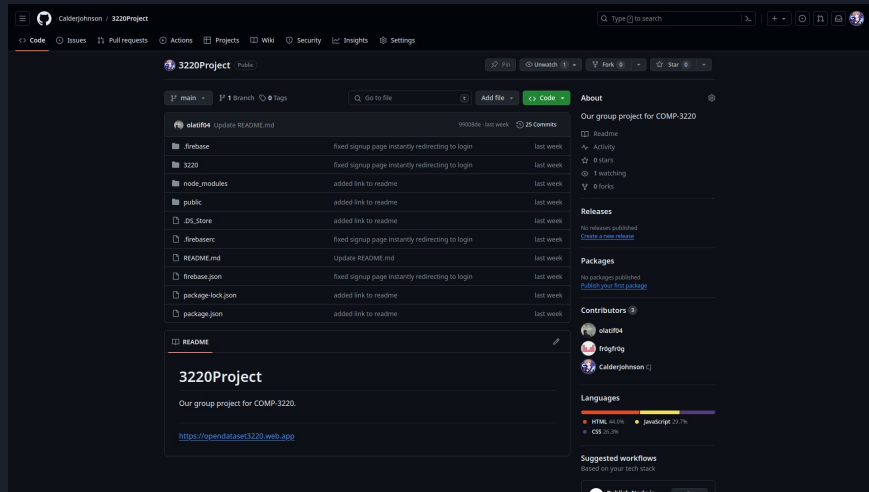 Calderjohnson / 3220Project
Type / to search
Code
Issues
Pull requests
Actions
Projects
Wiki
Security
Insights
Settings
3220Project Public
Pin
Unwatch 1
Fork 0
Star 0
main
1 Branch
0 Tags
Go to file
t
Add file
Code
olatif04 Update README.md
99008de last week
25 Commits
.firebase fixed signup page instantly redirecting to login last week
3220 fixed signup page instantly redirecting to login last week
node_modules added link to readme last week
public added link to readme last week
.DS_Store added link to readme last week
.firebaserc fixed signup page instantly redirecting to login last week
README.md Update README.md last week
firebase.json fixed signup page instantly redirecting to login last week
package-lock.json added link to readme last week
package.json added link to readme last week
README
3220Project
Our group project for COMP-3220.
https://opendataset3220.web.app
About
Our group project for COMP-3220
Readme
Activity
0 stars
1 watching
0 forks
Releases
No releases published
Create a new release
Packages
No packages published
Publish your first package
Contributors 3
olatif04
fr0gfr0g
CalderJohnson CJ
Languages
HTML 44.0%
JavaScript 29.7%
CSS 26.3%
Suggested workflows
Based on your tech stack